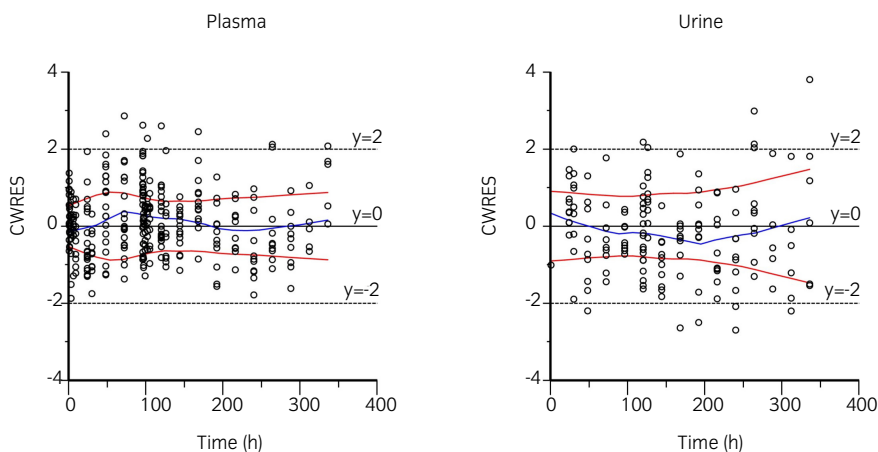 Plasma
4
2
0
-2
-4
CWRES
y=2
y=0
y=-2
0 100 200 300 400
Time (h)
Urine
4
2
0
-2
-4
CWRES
y=2
y=0
y=-2
0 100 200 300 400
Time (h)